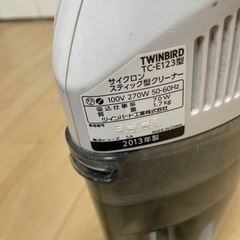 TWINBIRD
TC-E123型
サイクロン
スティック型クリーナー
100V 270W 50-60Hz
吸込仕事率 70W
質量 1.7kg
ツインバード工業株式会社
2013年製